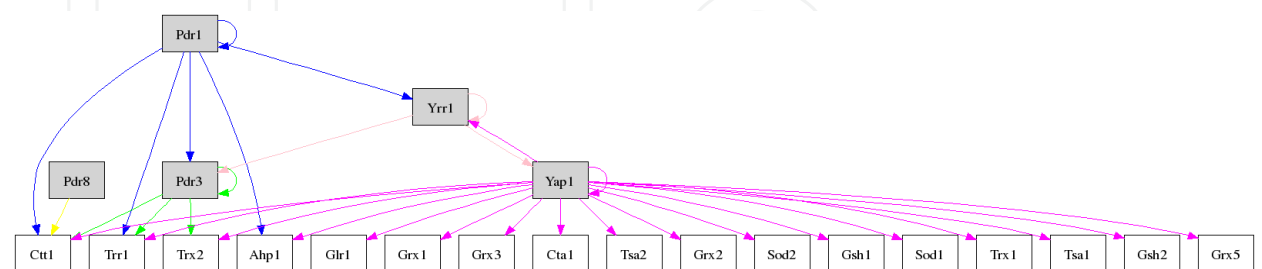 Pdr1
Yrr1
Pdr8
Pdr3
Yap1
Ctt1
Trr1
Trx2
Ahp1
Glr1
Grx1
Grx3
Cta1
Tsa2
Grx2
Sod2
Gsh1
Sod1
Trx1
Tsa1
Gsh2
Grx5